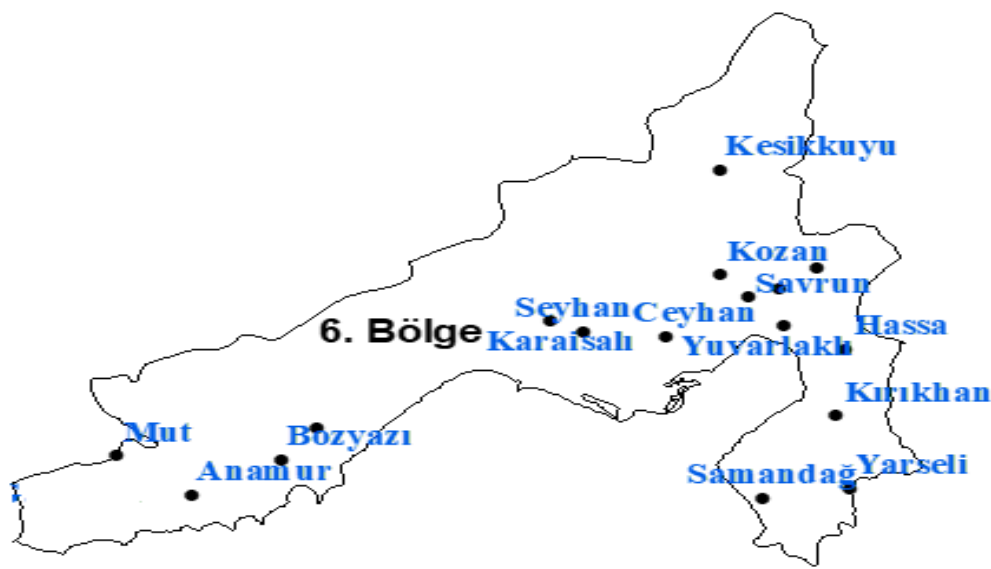 Kesikkuyu
Kozan
Savrun
Seyhan
Ceyhan
6. Bölge
Karaisalı
Yuvarlaklı
Hassa
Kırıkhan
Mut
Bozyazı
Anamur
Samandağ
Yarseli